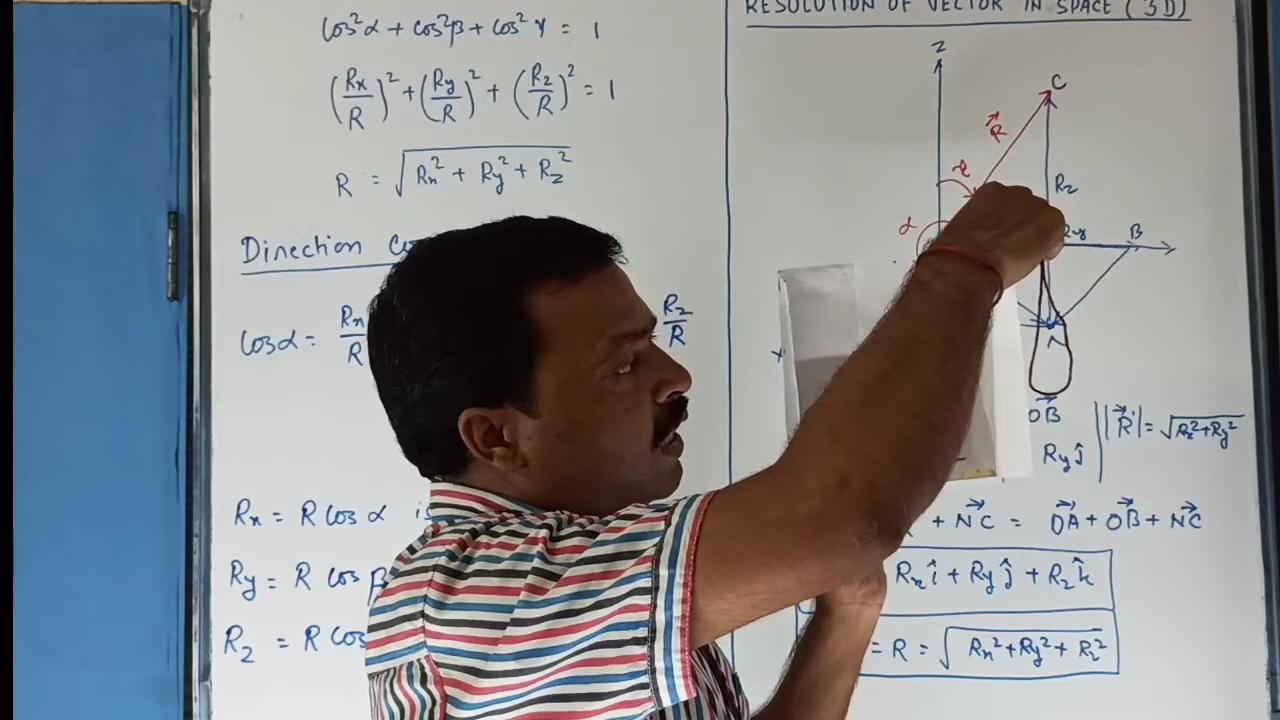 cos²α + cos²β + cos²γ = 1
(Rx/R)² + (Ry/R)² + (Rz/R)² = 1
R = √(Rx² + Ry² + Rz²)
Direction
cosα = Rx/R
Rz/R
Rx = R cos α is
Ry = R cos β
Rz = R cos
RESOLUTION OF VECTOR IN SPACE (3D)
Z
C
R⃗
γ
Rz
α
Ry
B
x
N
OB⃗
|R⃗'| = √(Rx²+Ry²)
Ry ĵ
+ NC⃗ = OA⃗ + OB⃗ + NC⃗
Rx î + Ry ĵ + Rz k̂
= R = √(Rx²+Ry²+Rz²)